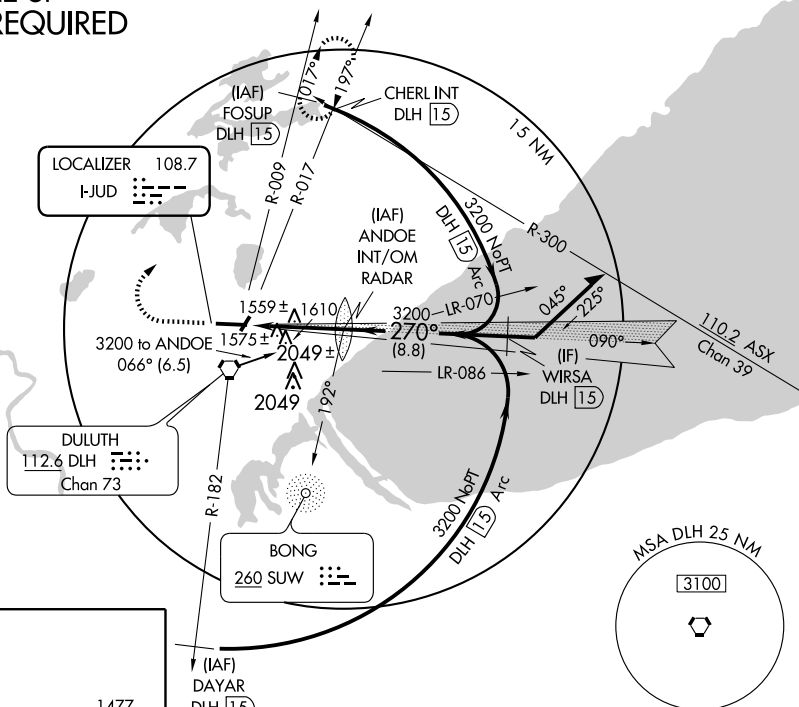 REQUIRED
(IAF)
FOSUP
DLH 15
017°
197°
CHERL INT
DLH 15
15 NM
LOCALIZER 108.7
I-JUD
R-009
R-017
3200 NoPT
DLH 15 Arc
R-300
(IAF)
ANDOE
INT/OM
RADAR
1559 ±
1610
3200
LR-070
045°
225°
110.2 ASX
Chan 39
3200 to ANDOE
066° (6.5)
1575 ±
2049 ±
270°
(8.8)
090°
2049
192°
LR-086
(IF)
WIRSA
DLH 15
DULUTH
112.6 DLH
Chan 73
R-182
3200 NoPT
DLH 15 Arc
BONG
260 SUW
MSA DLH 25 NM
3100
(IAF)
DAYAR
DLH 15
1477